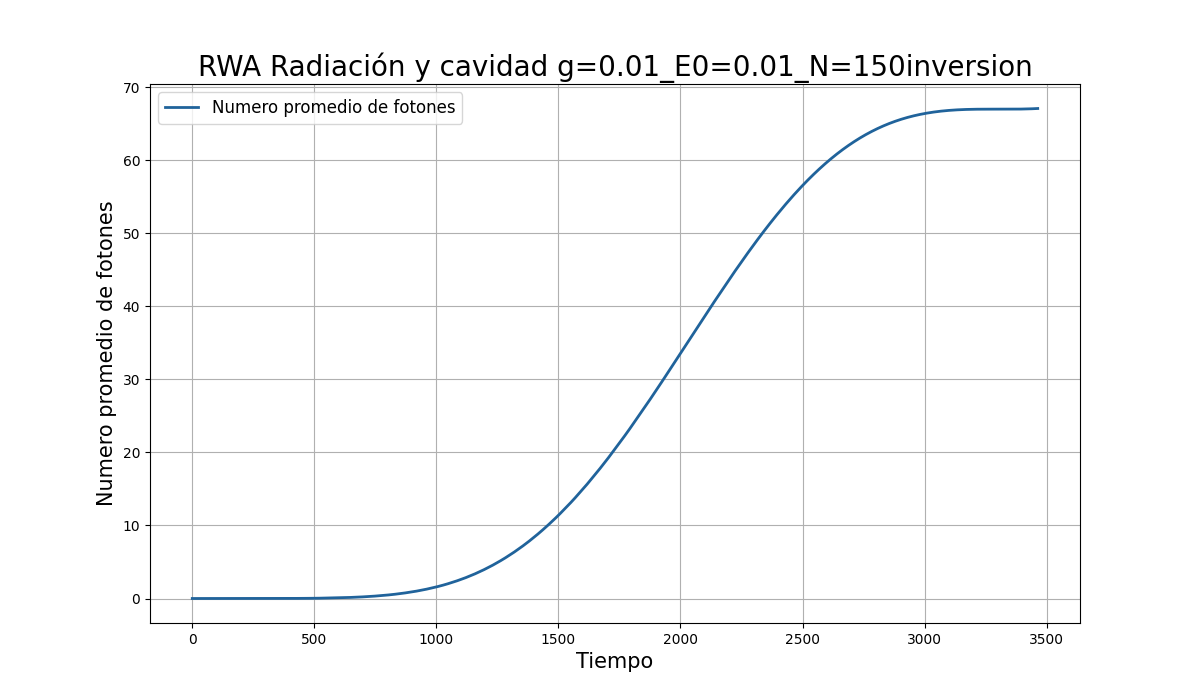 RWA Radiación y cavidad g=0.01_E0=0.01_N=150inversion
Numero promedio de fotones
Numero promedio de fotones
70
60
50
40
30
20
10
0
0 500 1000 1500 2000 2500 3000 3500
Tiempo